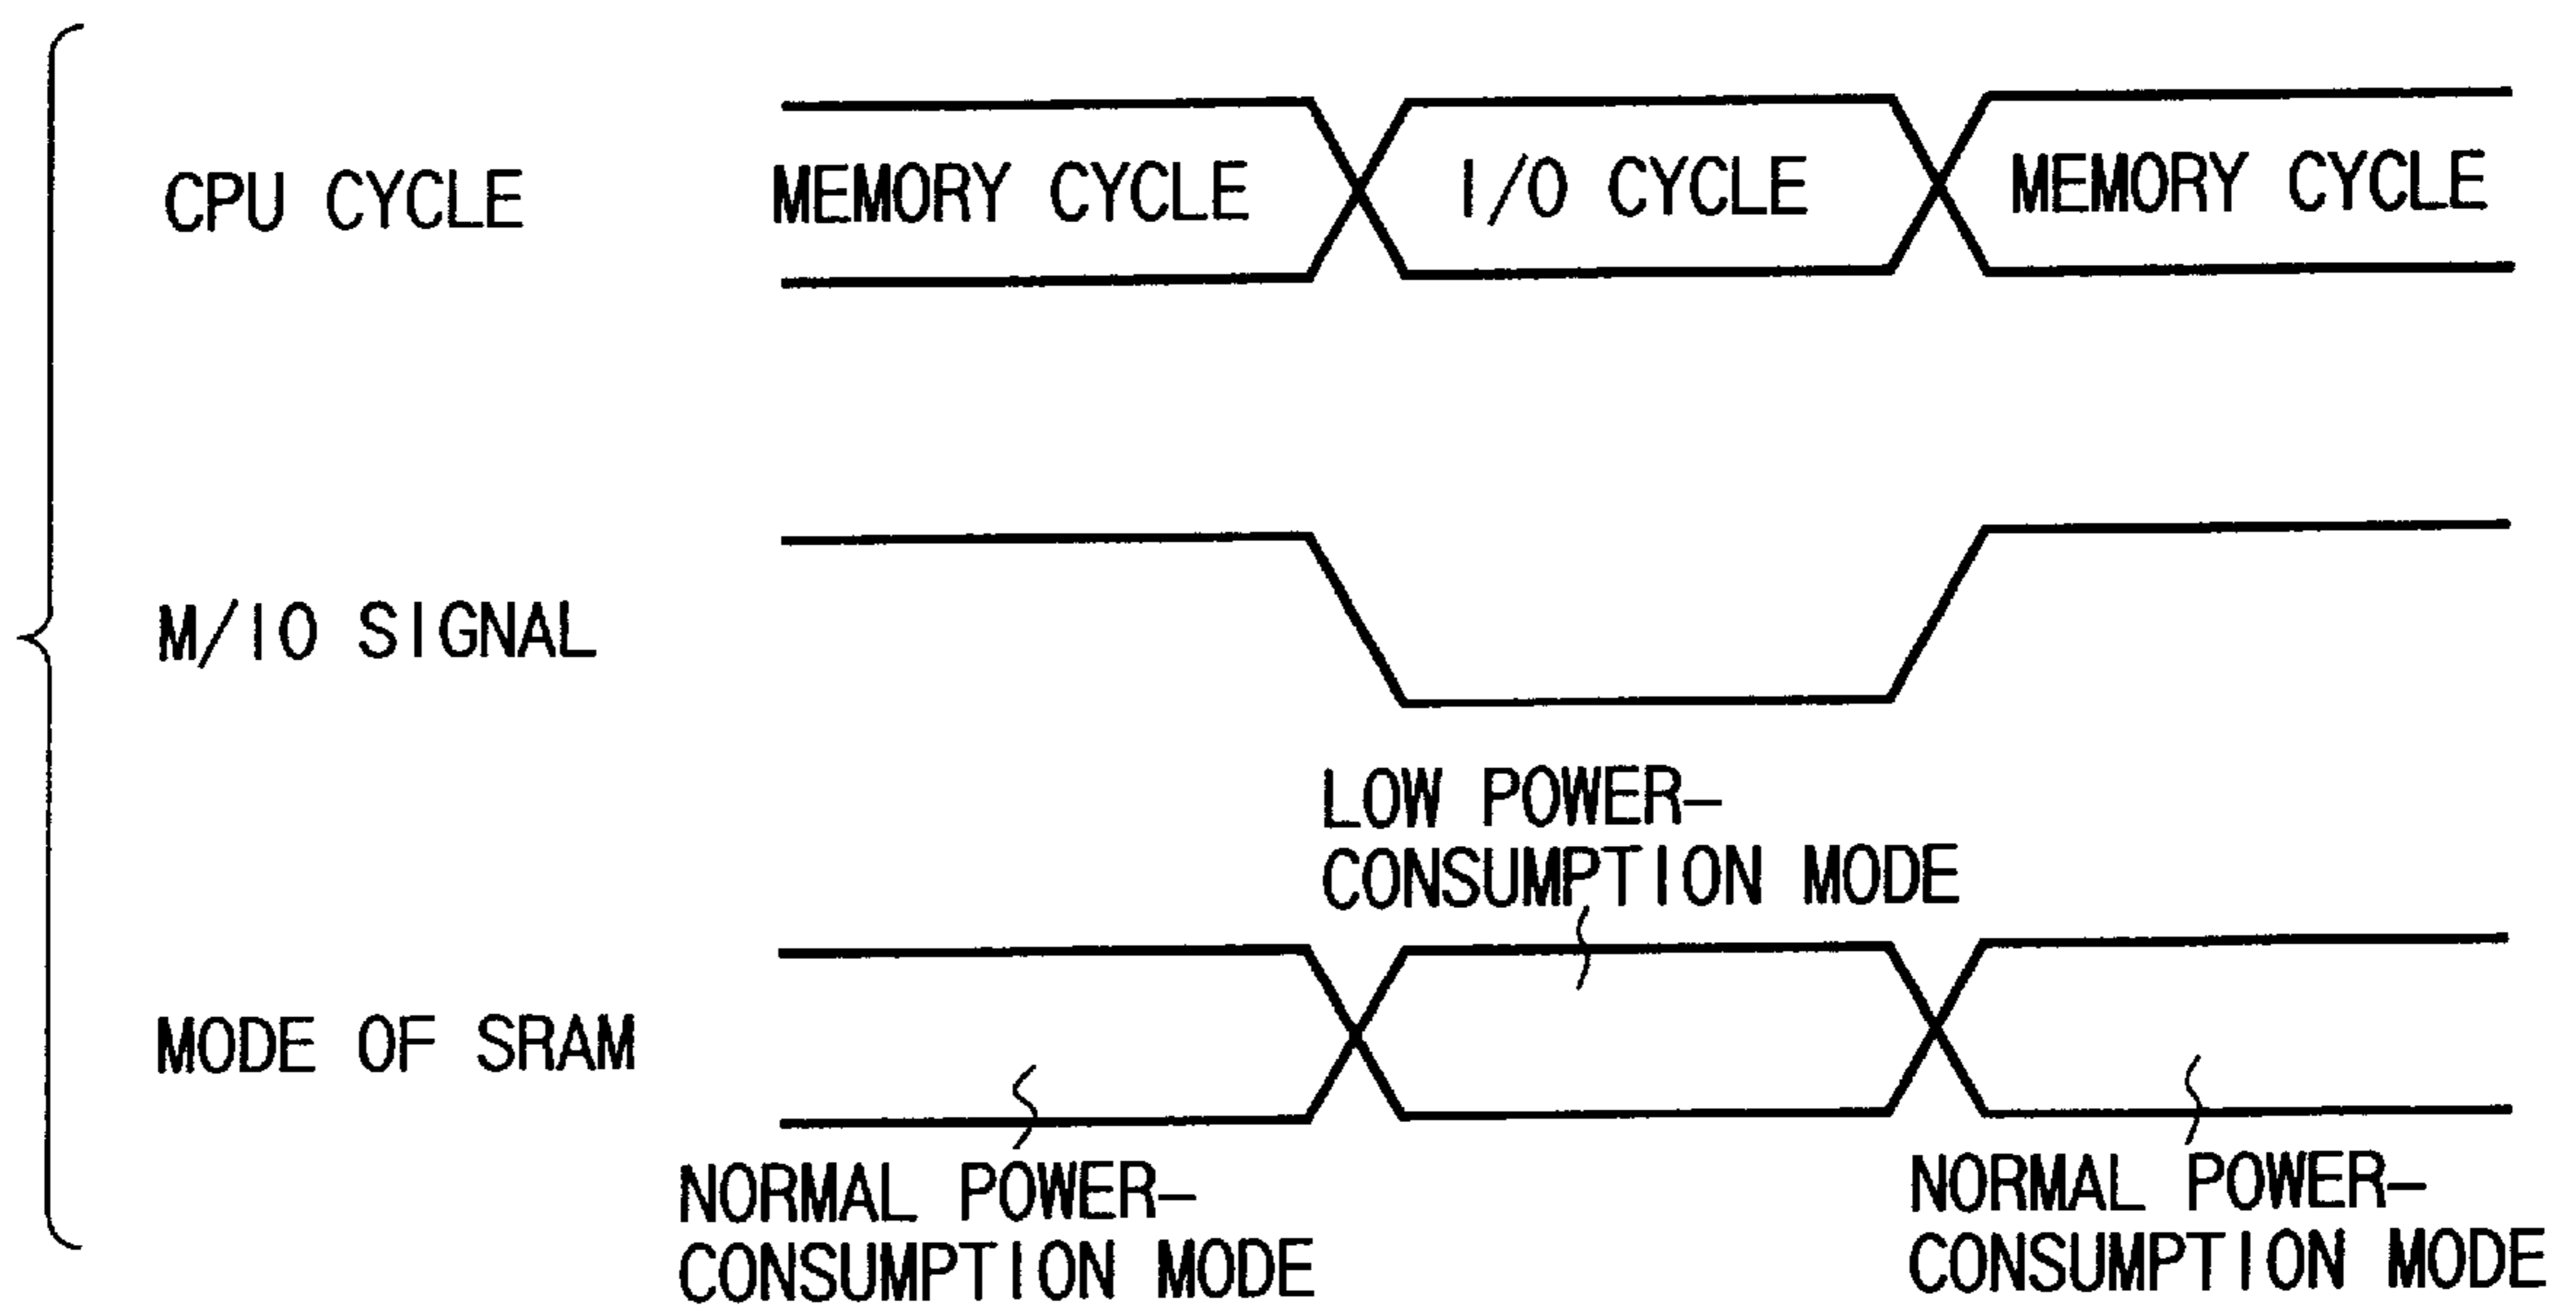 CPU CYCLE
MEMORY CYCLE
I/O CYCLE
MEMORY CYCLE
M/IO SIGNAL
LOW POWER-
CONSUMPTION MODE
MODE OF SRAM
NORMAL POWER-
CONSUMPTION MODE
NORMAL POWER-
CONSUMPTION MODE